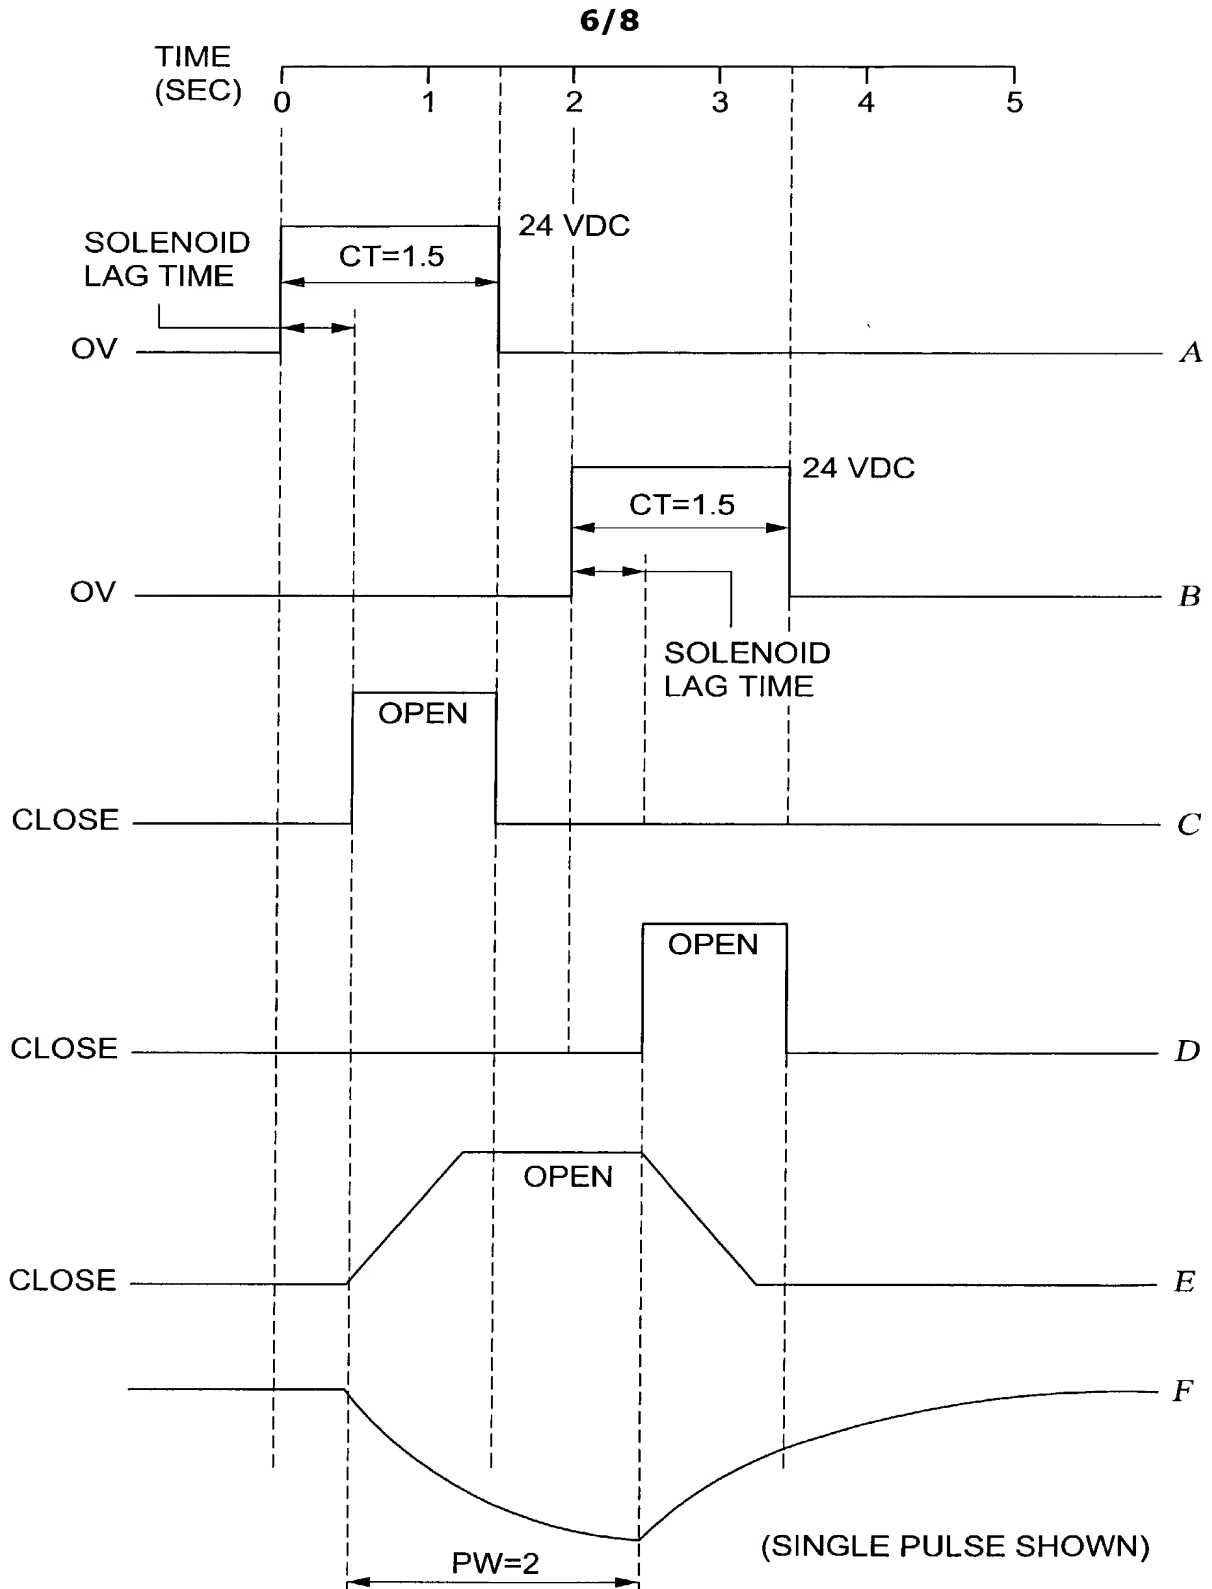 6/8
TIME
(SEC)
0 1 2 3 4 5
24 VDC
SOLENOID
LAG TIME
CT=1.5
OV
A
24 VDC
CT=1.5
OV
B
SOLENOID
LAG TIME
OPEN
CLOSE
C
OPEN
CLOSE
D
OPEN
CLOSE
E
F
(SINGLE PULSE SHOWN)
PW=2